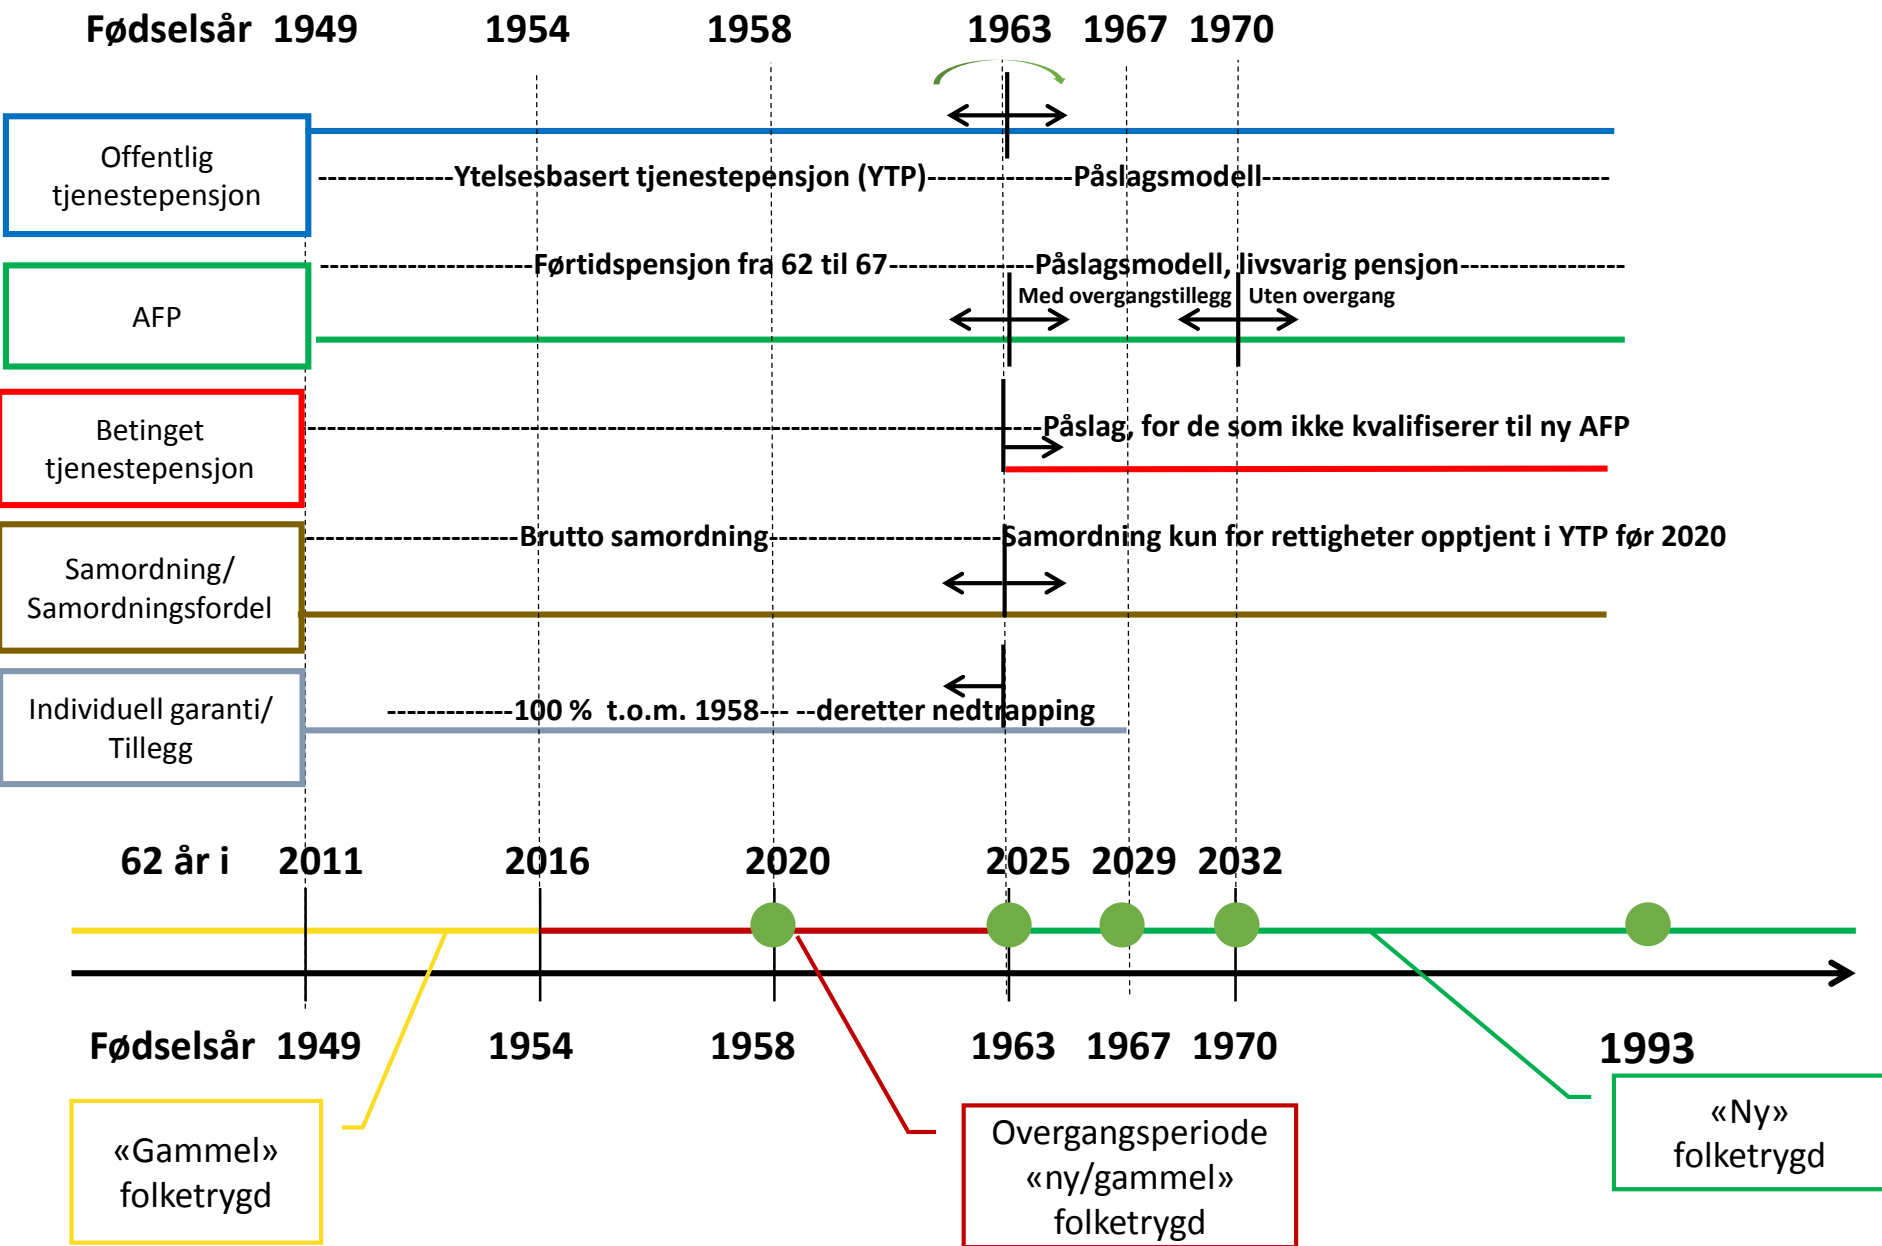 Fødselsår 1949 1954 1958 1963 1967 1970
Offentlig
tjenestepensjon
-------------Ytelsesbasert tjenestepensjon (YTP)--------------Påslagsmodell---------------------------------
AFP
--------------------Førtidspensjon fra 62 til 67--------------Påslagsmodell, livsvarig pensjon---------------
Med overgangstillegg Uten overgang
Betinget
tjenestepensjon
----------------------------------------------------------------------Påslag, for de som ikke kvalifiserer til ny AFP
Samordning/
Samordningsfordel
--------------------Brutto samordning----------------------Samordning kun for rettigheter opptjent i YTP før 2020
Individuell garanti/
Tillegg
------------100 % t.o.m. 1958--- --deretter nedtrapping
62 år i 2011 2016 2020 2025 2029 2032
Fødselsår 1949 1954 1958 1963 1967 1970 1993
«Gammel»
folketrygd
Overgangsperiode
«ny/gammel»
folketrygd
«Ny»
folketrygd